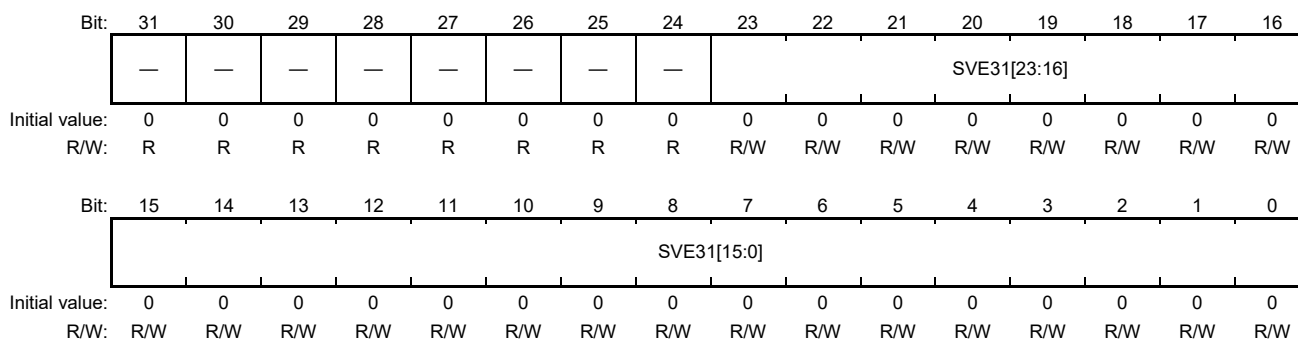 Bit: 31 30 29 28 27 26 25 24 23 22 21 20 19 18 17 16
— — — — — — — — SVE31[23:16]
Initial value: 0 0 0 0 0 0 0 0 0 0 0 0 0 0 0 0
R/W: R R R R R R R R R/W R/W R/W R/W R/W R/W R/W R/W
Bit: 15 14 13 12 11 10 9 8 7 6 5 4 3 2 1 0
SVE31[15:0]
Initial value: 0 0 0 0 0 0 0 0 0 0 0 0 0 0 0 0
R/W: R/W R/W R/W R/W R/W R/W R/W R/W R/W R/W R/W R/W R/W R/W R/W R/W